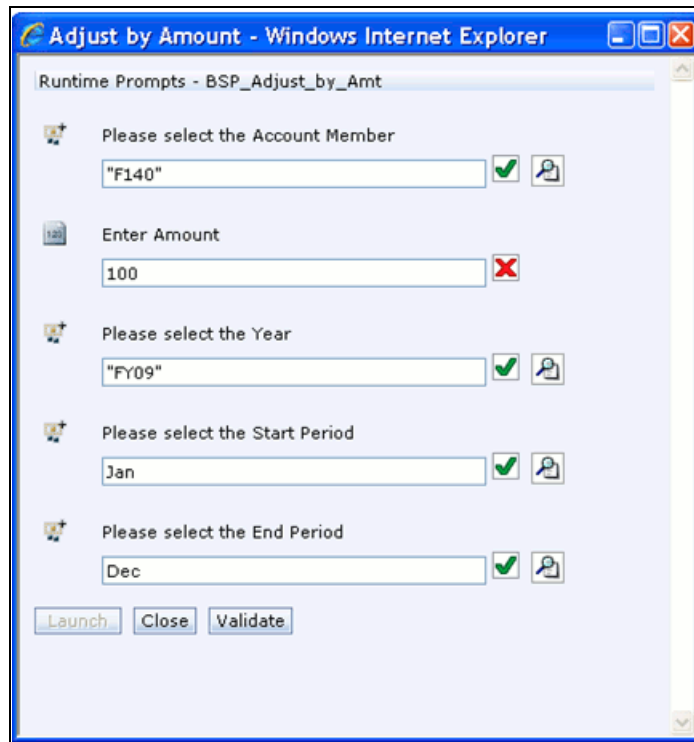 Adjust by Amount - Windows Internet Explorer
Runtime Prompts - BSP_Adjust_by_Amt
Please select the Account Member
"F140"
123
Enter Amount
100
Please select the Year
"FY09"
Please select the Start Period
Jan
Please select the End Period
Dec
Launch Close Validate